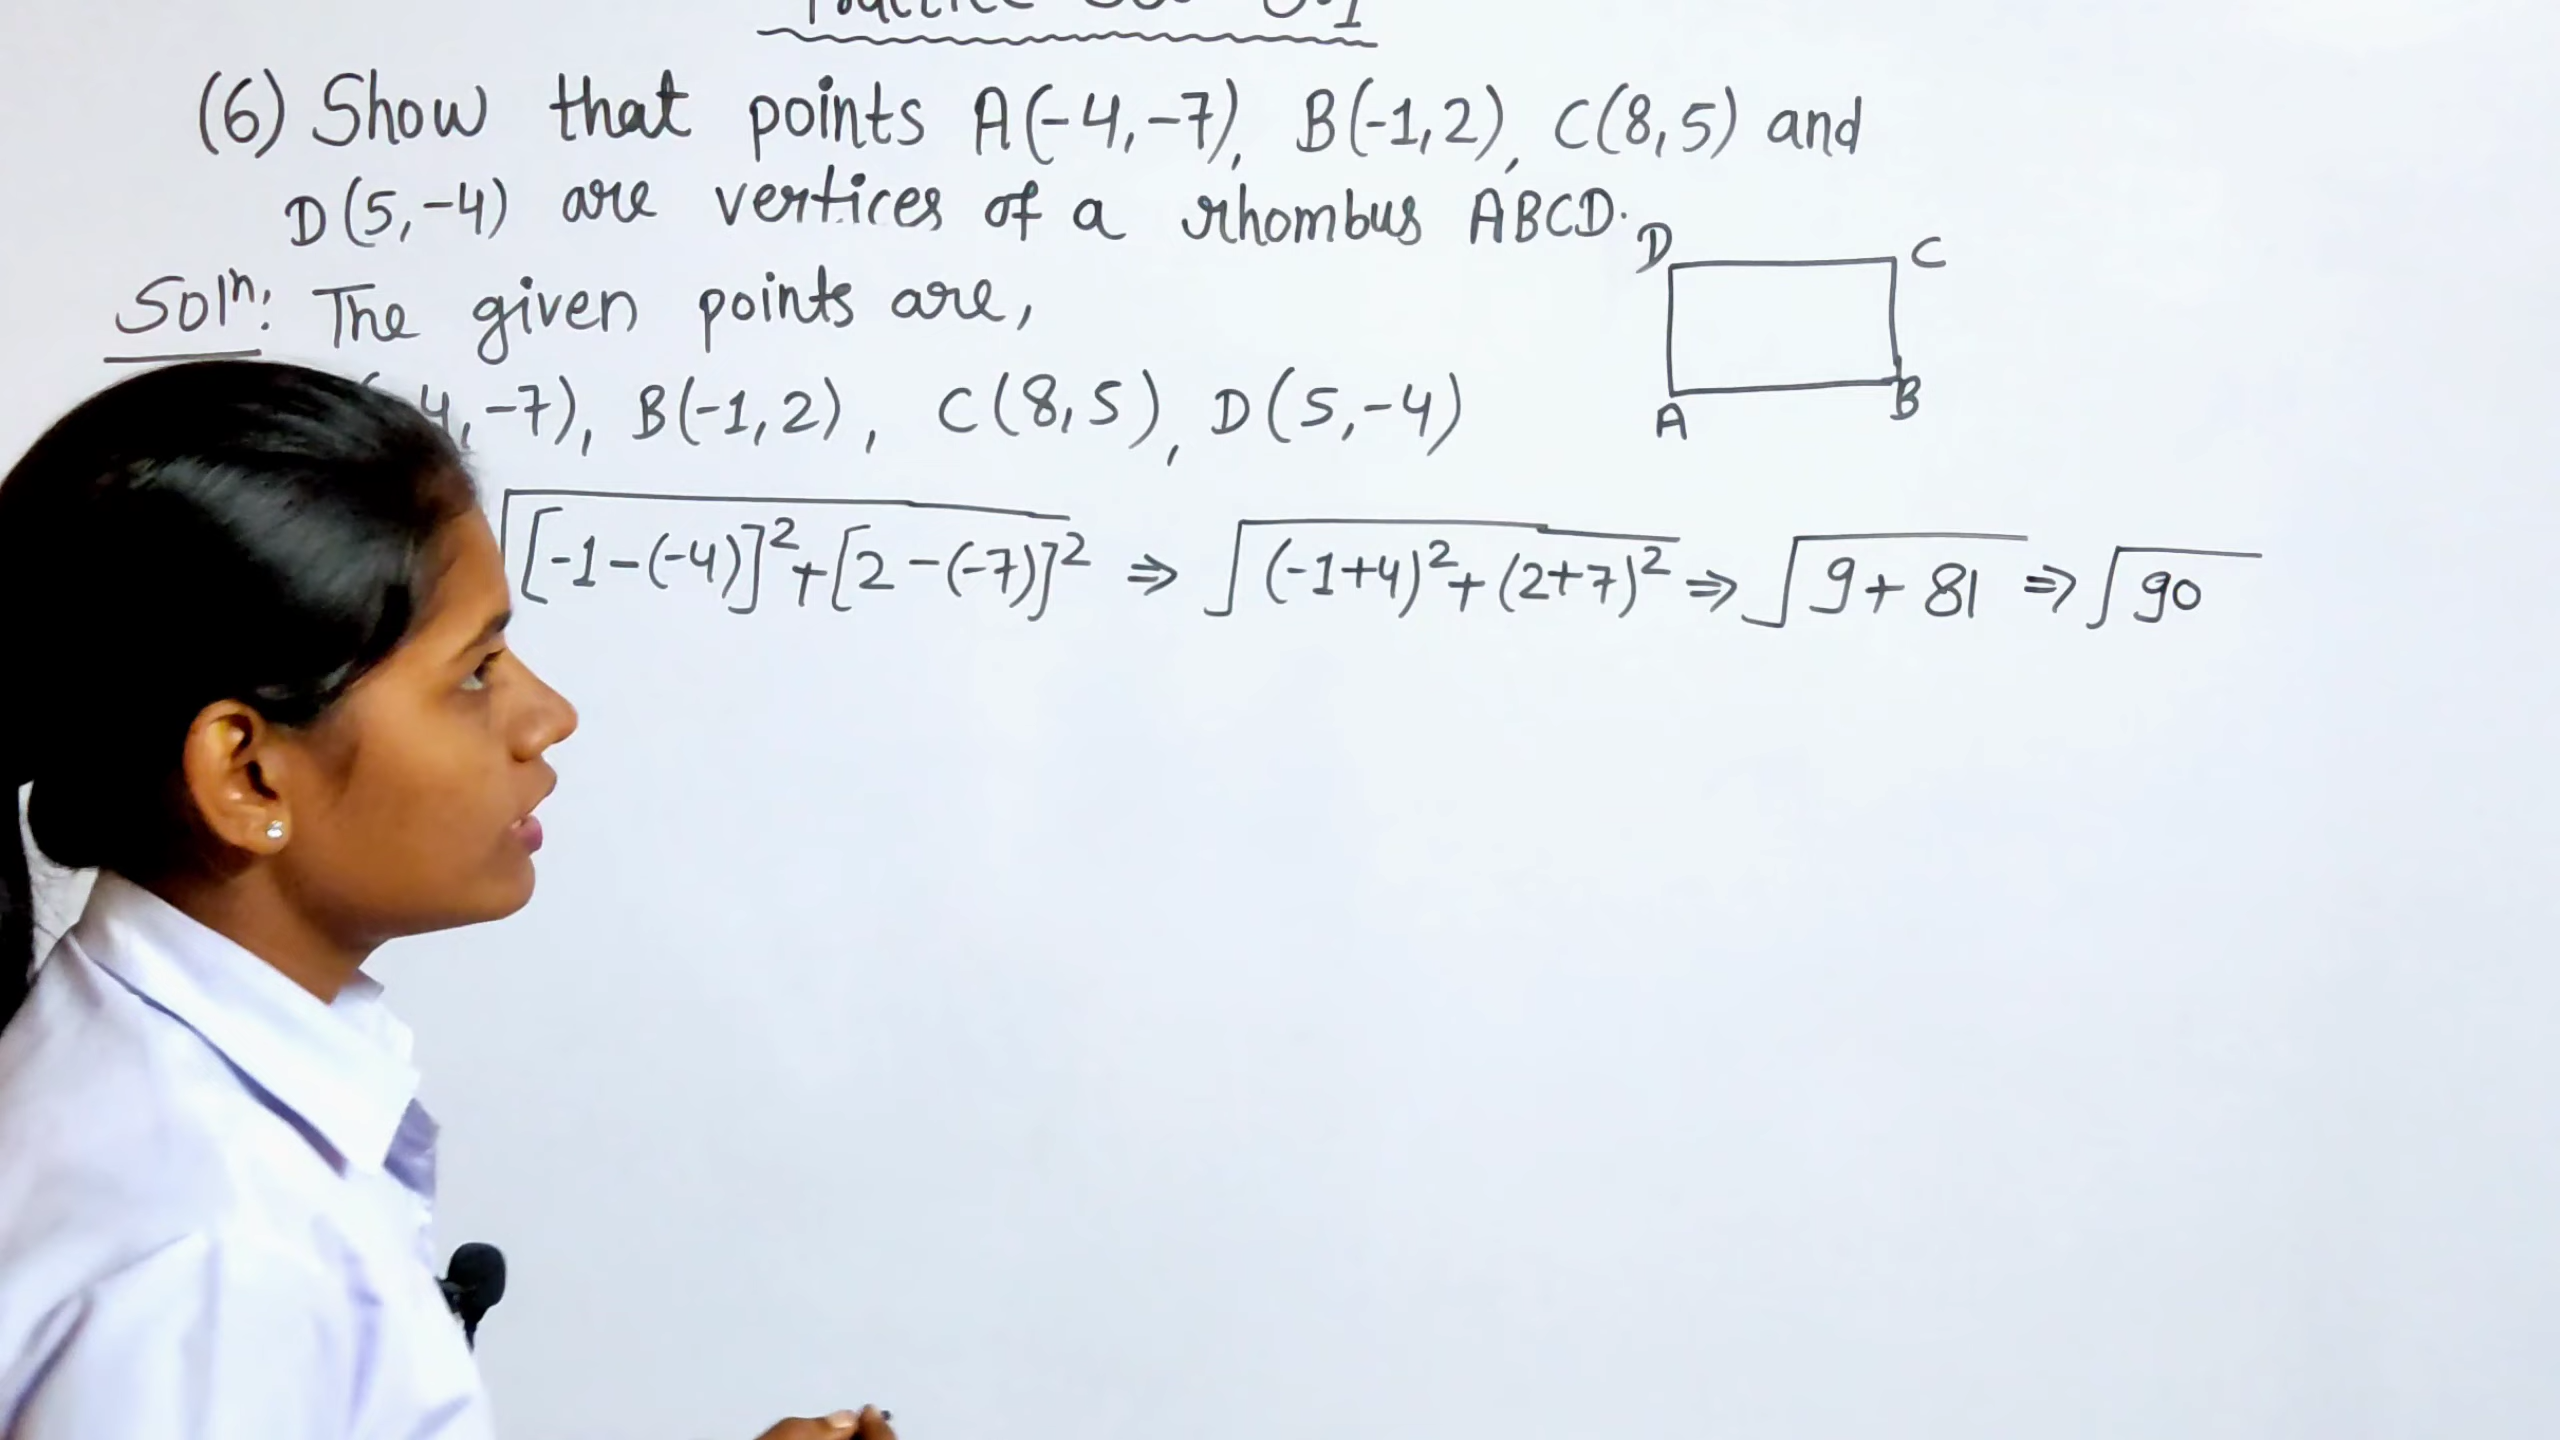 (6) Show that points A(-4,-7), B(-1,2), C(8,5) and
D(5,-4) are vertices of a rhombus ABCD.
D C
Solⁿ: The given points are,
4,-7), B(-1,2), C(8,5), D(5,-4)
A B
√[-1-(-4)]²+[2-(-7)]² ⇒ √(-1+4)²+(2+7)² ⇒ √9+81 ⇒ √90